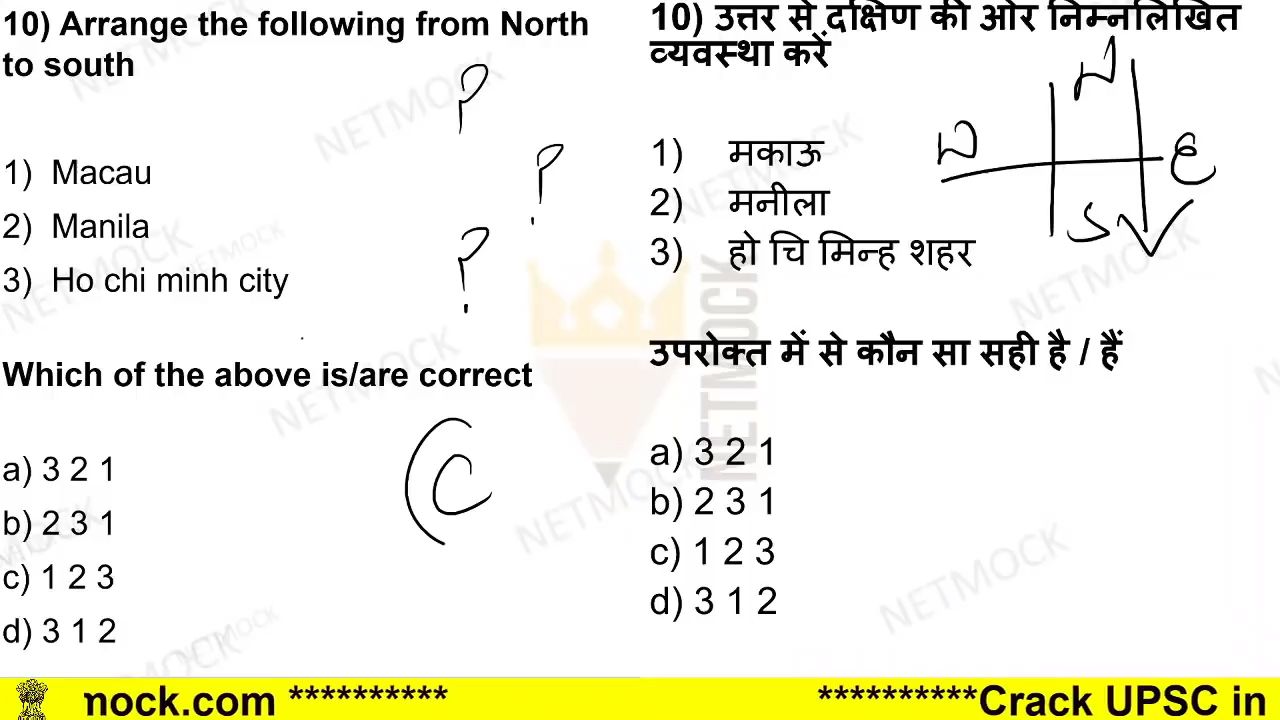 10) Arrange the following from North
to south
1) Macau
2) Manila
3) Ho chi minh city
Which of the above is/are correct
a) 3 2 1
b) 2 3 1
c) 1 2 3
d) 3 1 2
?
?
?
(C
10) उत्तर से दक्षिण की ओर निम्नलिखित
व्यवस्था करें
1) मकाऊ
2) मनीला
3) हो चि मिन्ह शहर
उपरोक्त में से कौन सा सही है / हैं
a) 3 2 1
b) 2 3 1
c) 1 2 3
d) 3 1 2
N
W
E
S
NETMOCK
nock.com **********
**********Crack UPSC in